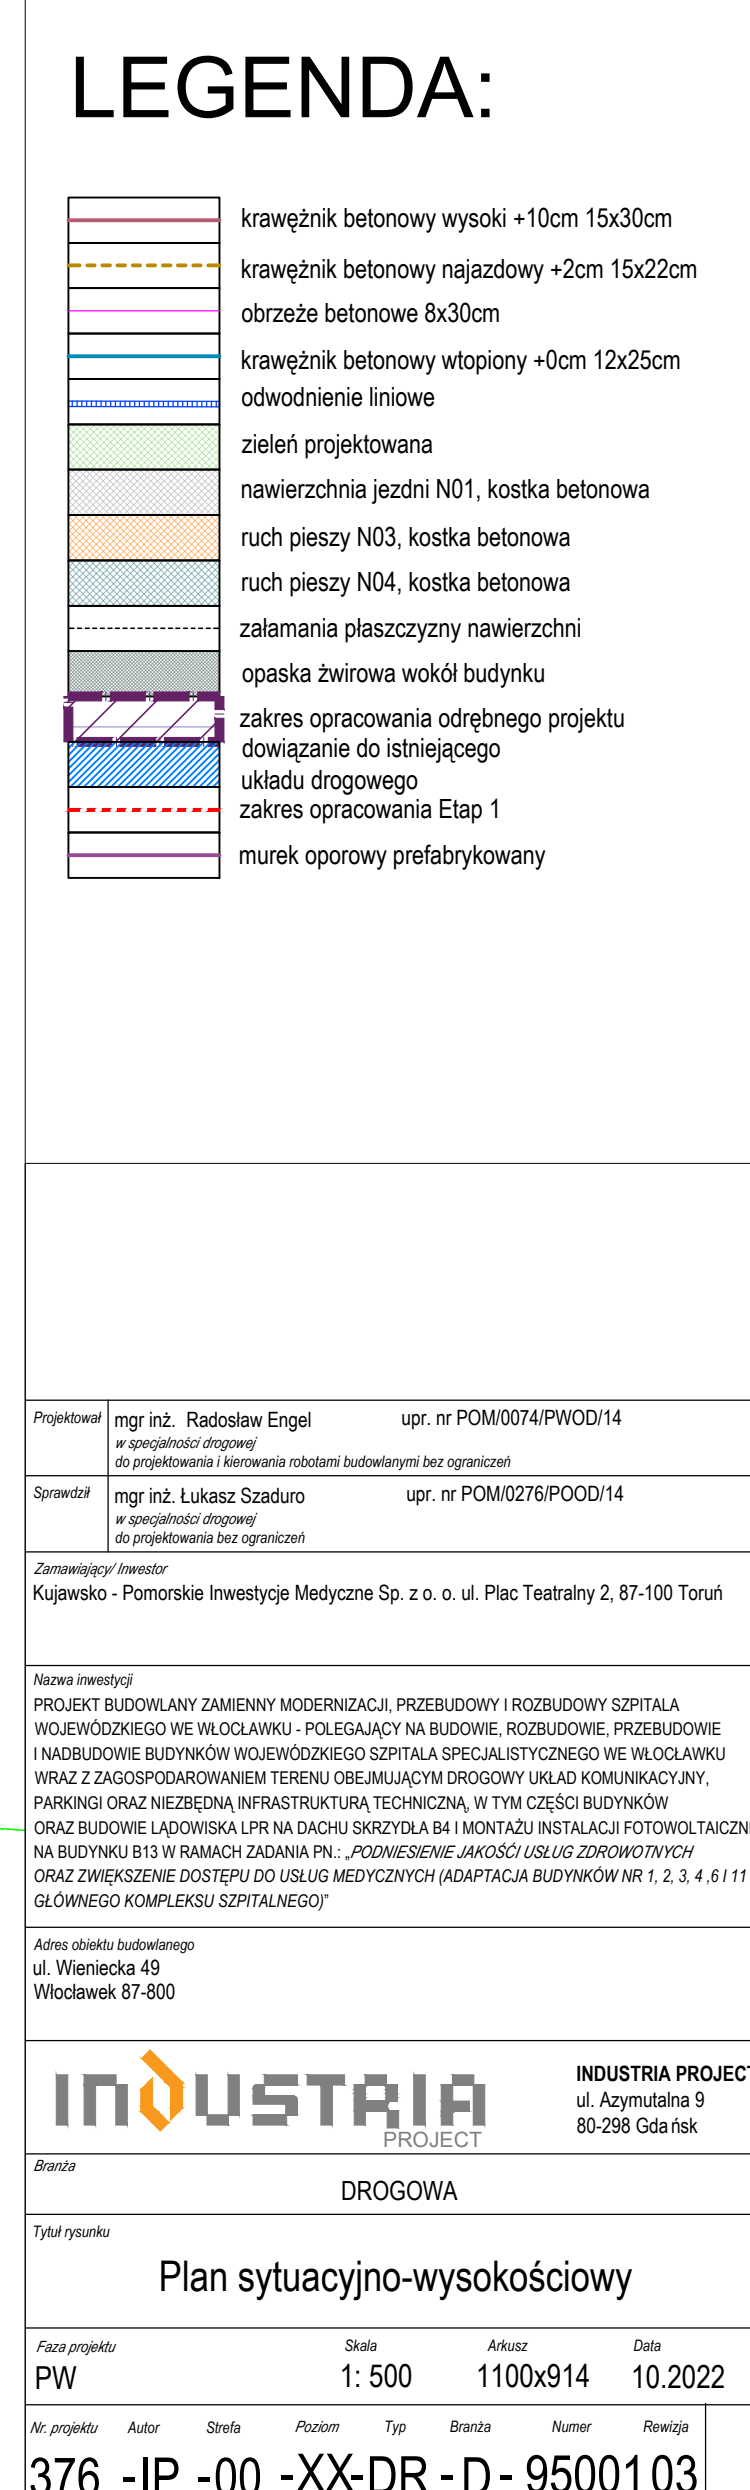 LEGENDA:
krawężnik betonowy wysoki +10cm 15x30cm
krawężnik betonowy najazdowy +2cm 15x22cm
obrzeże betonowe 8x30cm
krawężnik betonowy wtopiony +0cm 12x25cm
odwodnienie liniowe
zieleń projektowana
nawierzchnia jezdni N01, kostka betonowa
ruch pieszy N03, kostka betonowa
ruch pieszy N04, kostka betonowa
załamania płaszczyzny nawierzchni
opaska żwirowa wokół budynku
zakres opracowania odrębnego projektu
dowiązanie do istniejącego
układu drogowego
zakres opracowania Etap 1
murek oporowy prefabrykowany
Projektował mgr inż. Radosław Engel upr. nr POM/0074/PWOD/14
w specjalności drogowej
do projektowania i kierowania robotami budowlanymi bez ograniczeń
Sprawdził mgr inż. Łukasz Szaduro upr. nr POM/0276/POOD/14
w specjalności drogowej
do projektowania bez ograniczeń
Zamawiający/ Inwestor
Kujawsko - Pomorskie Inwestycje Medyczne Sp. z o. o. ul. Plac Teatralny 2, 87-100 Toruń
Nazwa inwestycji
PROJEKT BUDOWLANY ZAMIENNY MODERNIZACJI, PRZEBUDOWY I ROZBUDOWY SZPITALA
WOJEWÓDZKIEGO WE WŁOCŁAWKU - POLEGAJĄCY NA BUDOWIE, ROZBUDOWIE, PRZEBUDOWIE
I NADBUDOWIE BUDYNKÓW WOJEWÓDZKIEGO SZPITALA SPECJALISTYCZNEGO WE WŁOCŁAWKU
WRAZ Z ZAGOSPODAROWANIEM TERENU OBEJMUJĄCYM DROGOWY UKŁAD KOMUNIKACYJNY,
PARKINGI ORAZ NIEZBĘDNĄ INFRASTRUKTURĄ TECHNICZNĄ, W TYM CZĘŚCI BUDYNKÓW
ORAZ BUDOWIE LĄDOWISKA LPR NA DACHU SKRZYDŁA B4 I MONTAŻU INSTALACJI FOTOWOLTAICZN
NA BUDYNKU B13 W RAMACH ZADANIA PN.: „PODNIESIENIE JAKOŚĆI USŁUG ZDROWOTNYCH
ORAZ ZWIĘKSZENIE DOSTĘPU DO USŁUG MEDYCZNYCH (ADAPTACJA BUDYNKÓW NR 1, 2, 3, 4 ,6 I 11
GŁÓWNEGO KOMPLEKSU SZPITALNEGO)”
Adres obiektu budowlanego
ul. Wieniecka 49
Włocławek 87-800
INDUSTRIA
PROJECT
INDUSTRIA PROJECT
ul. Azymutalna 9
80-298 Gdańsk
Branża
DROGOWA
Tytuł rysunku
Plan sytuacyjno-wysokościowy
Faza projektu Skala Arkusz Data
PW 1: 500 1100x914 10.2022
Nr. projektu Autor Strefa Poziom Typ Branża Numer Rewizja
376 -IP -00 -XX-DR - D - 9500103